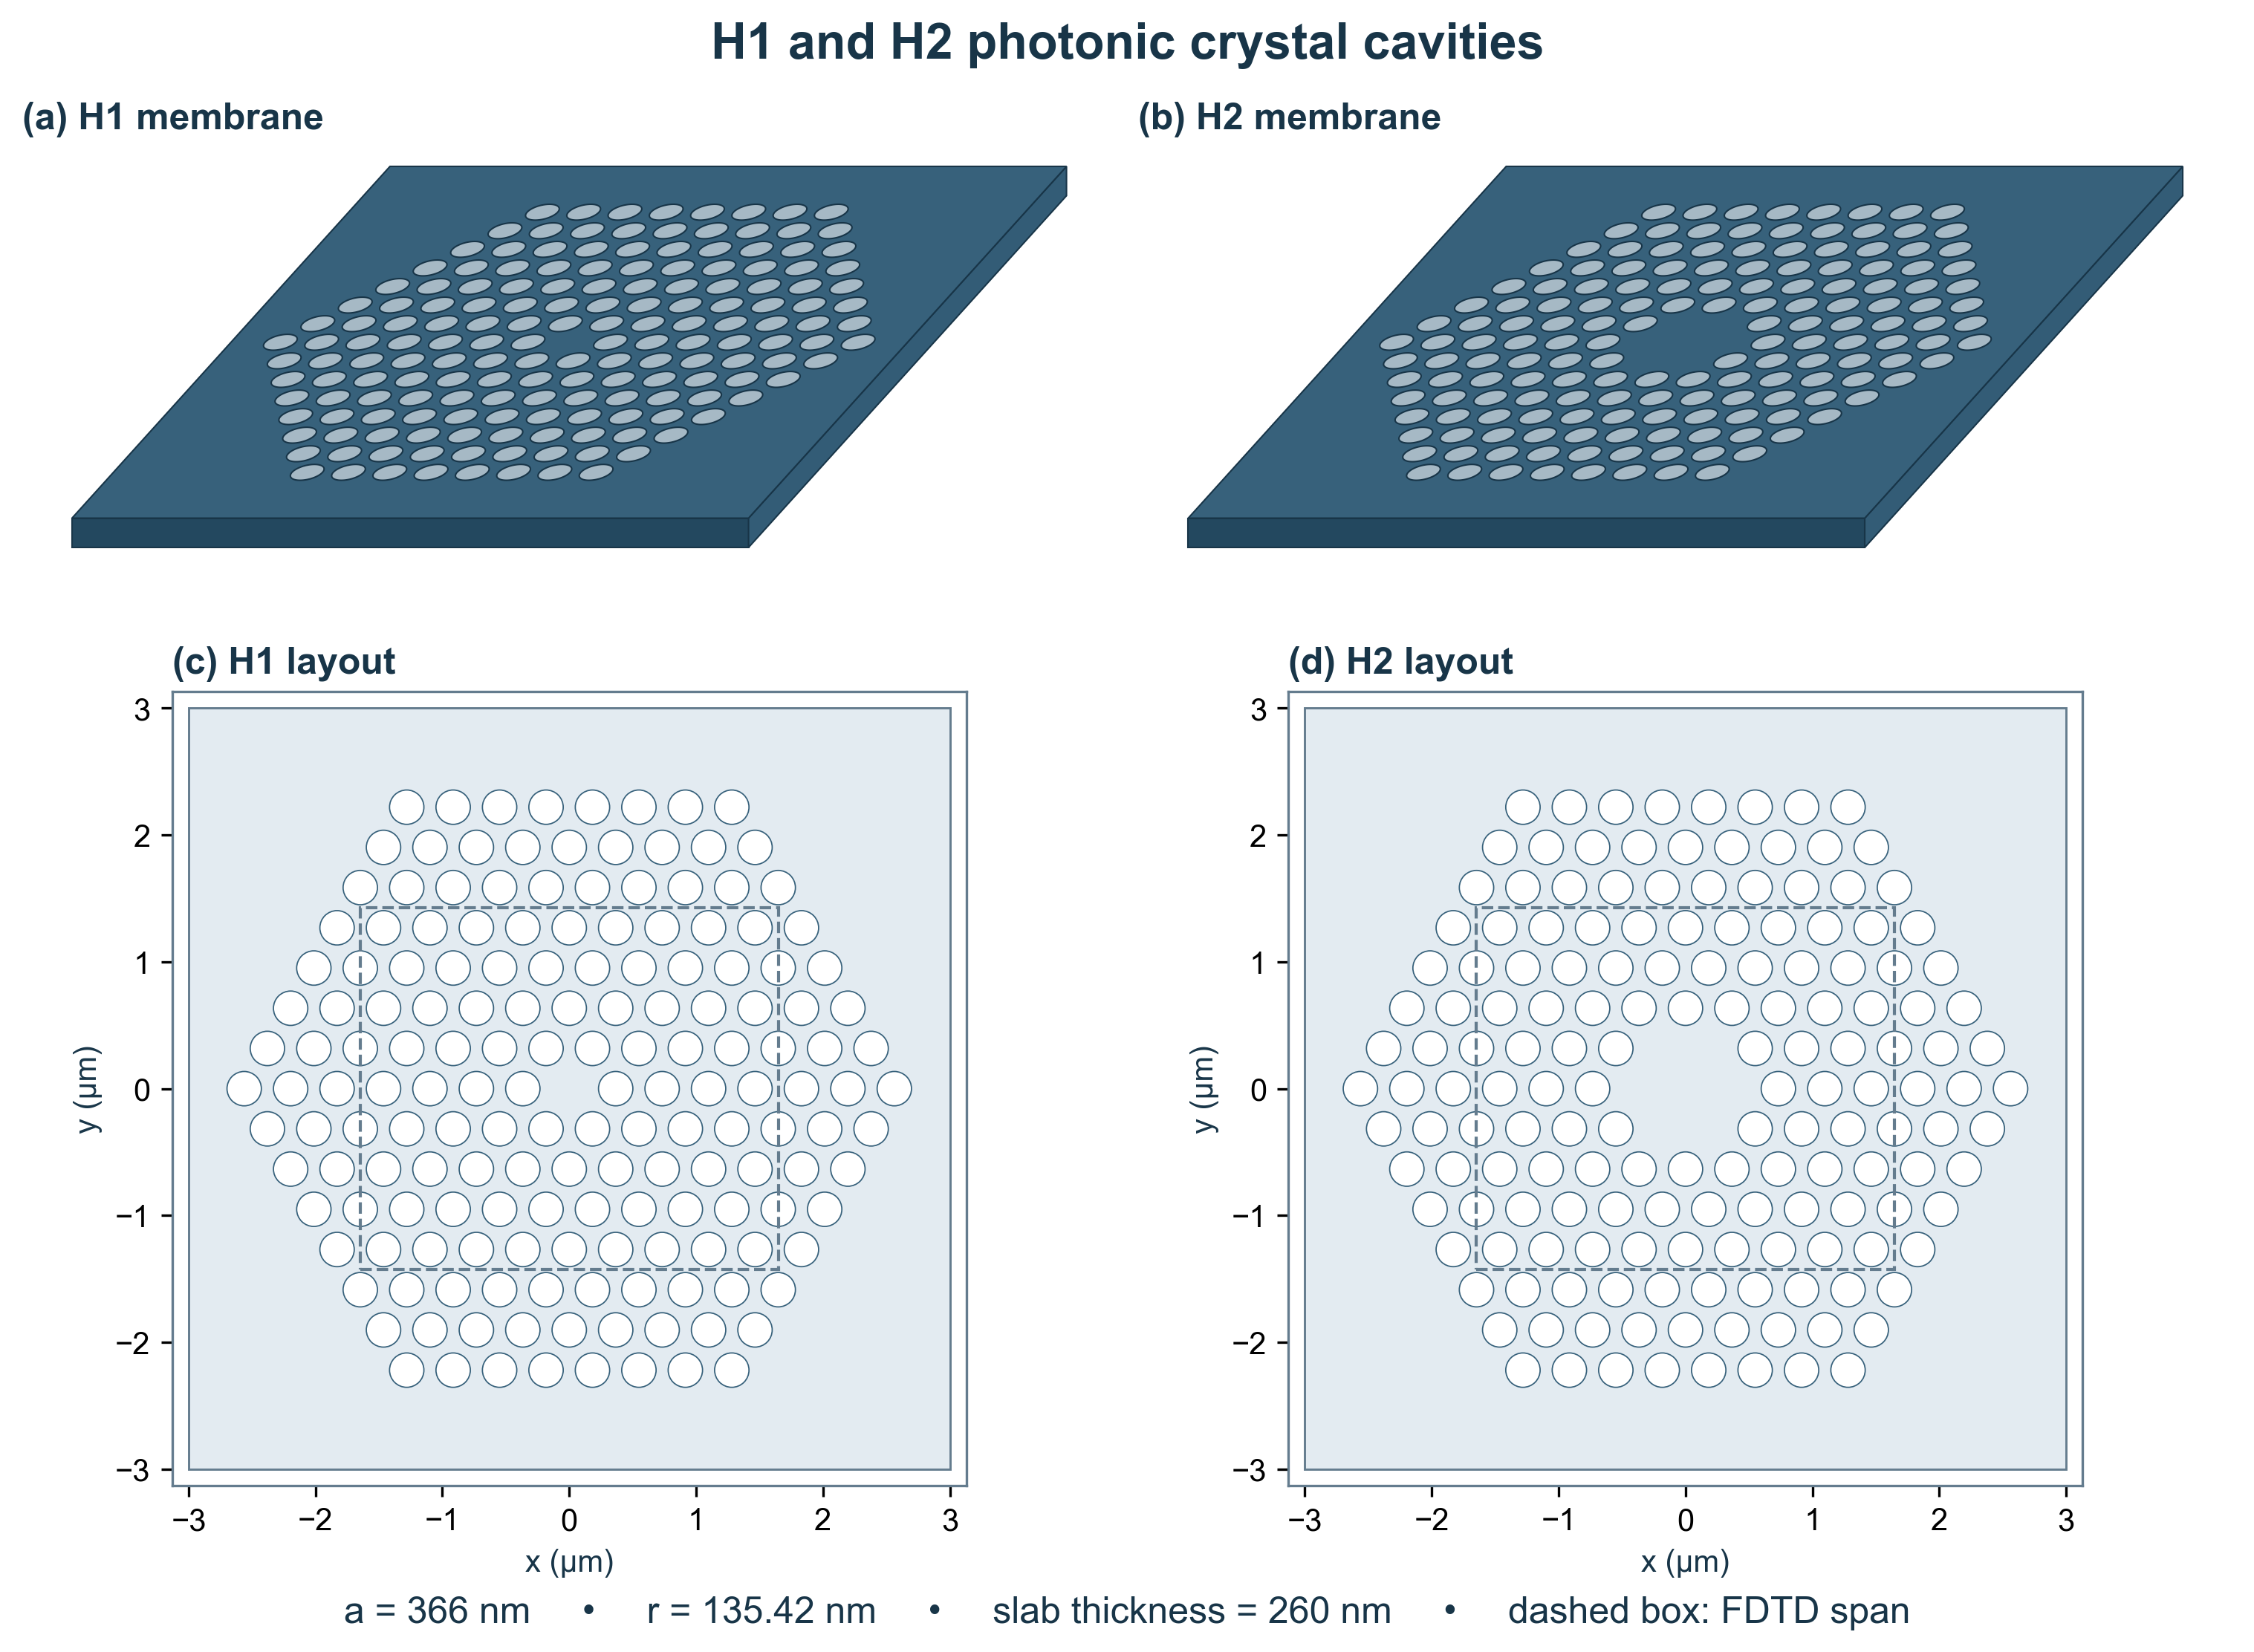 H1 and H2 photonic crystal cavities
(a) H1 membrane
(b) H2 membrane
(c) H1 layout
3
2
1
0
−1
−2
−3
y (µm)
−3 −2 −1 0 1 2 3
x (µm)
(d) H2 layout
3
2
1
0
−1
−2
−3
y (µm)
−3 −2 −1 0 1 2 3
x (µm)
a = 366 nm • r = 135.42 nm • slab thickness = 260 nm • dashed box: FDTD span